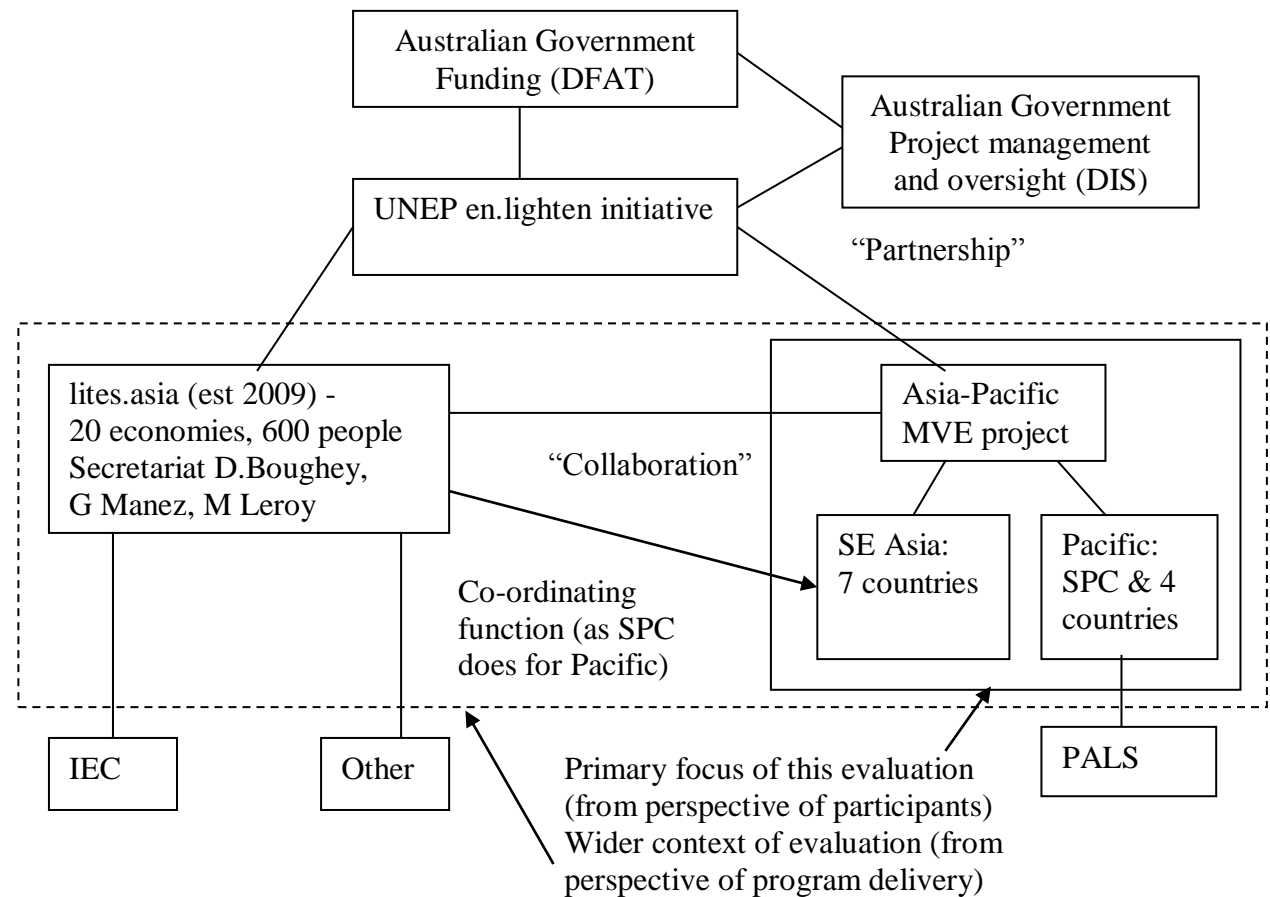 Australian Government
Funding (DFAT)
Australian Government
Project management
and oversight (DIS)
UNEP en.lighten initiative
“Partnership”
lites.asia (est 2009) -
20 economies, 600 people
Secretariat D.Boughey,
G Manez, M Leroy
Asia-Pacific
MVE project
“Collaboration”
SE Asia:
7 countries
Pacific:
SPC & 4
countries
Co-ordinating
function (as SPC
does for Pacific)
IEC
Other
Primary focus of this evaluation
(from perspective of participants)
Wider context of evaluation (from
perspective of program delivery)
PALS